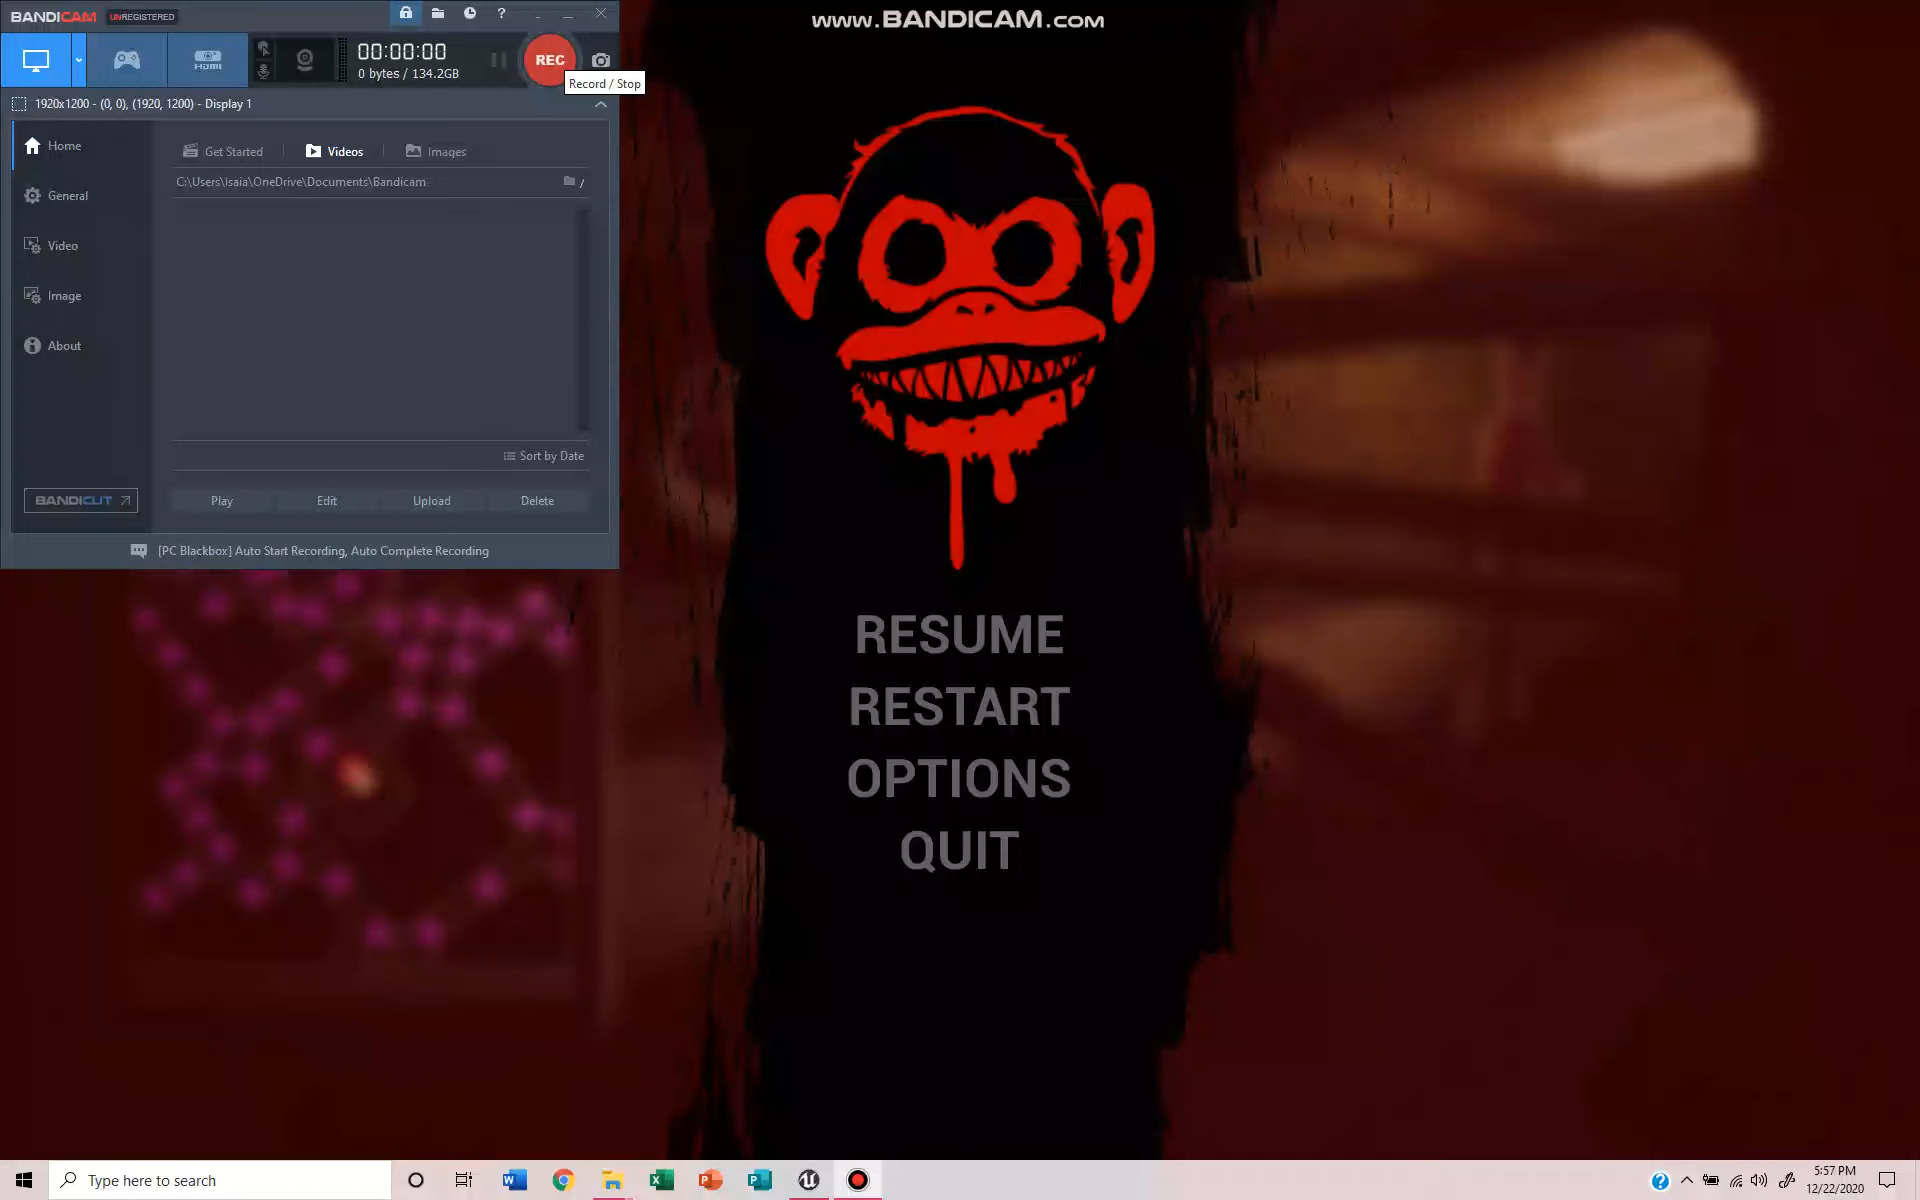 BANDICAM UNREGISTERED
www.BANDICAM.com
HDMI
00:00:00
0 bytes / 134.2GB
REC
Record / Stop
1920x1200 - (0, 0), (1920, 1200) - Display 1
Home
General
Video
Image
About
Get Started
Videos
Images
C:\Users\Isaia\OneDrive\Documents\Bandicam
Sort by Date
BANDICUT
Play
Edit
Upload
Delete
[PC Blackbox] Auto Start Recording, Auto Complete Recording
RESUME
RESTART
OPTIONS
QUIT
Type here to search
5:57 PM
12/22/2020